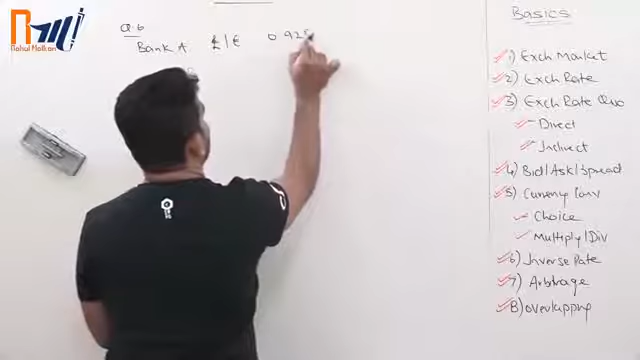 Rahul Malkan
Q.6
Bank A £/€ 0.925
Basics
1) Exch Market
2) Exch Rate
3) Exch Rate Quo
- Direct
- Indirect
4) Bid/Ask/Spread
5) Currency Conv
- Choice
- Multiply/Div
6) Inverse Rate
7) Arbitrage
8) overlapping